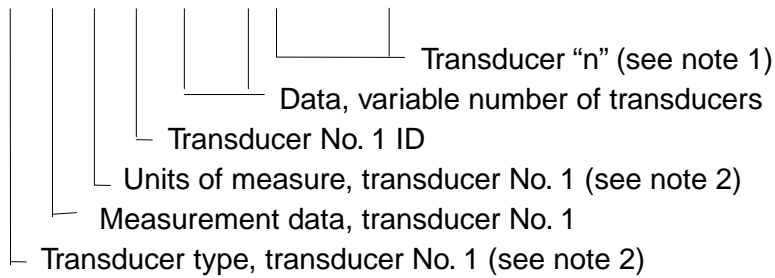 Transducer “n” (see note 1)
Data, variable number of transducers
Transducer No. 1 ID
Units of measure, transducer No. 1 (see note 2)
Measurement data, transducer No. 1
Transducer type, transducer No. 1 (see note 2)